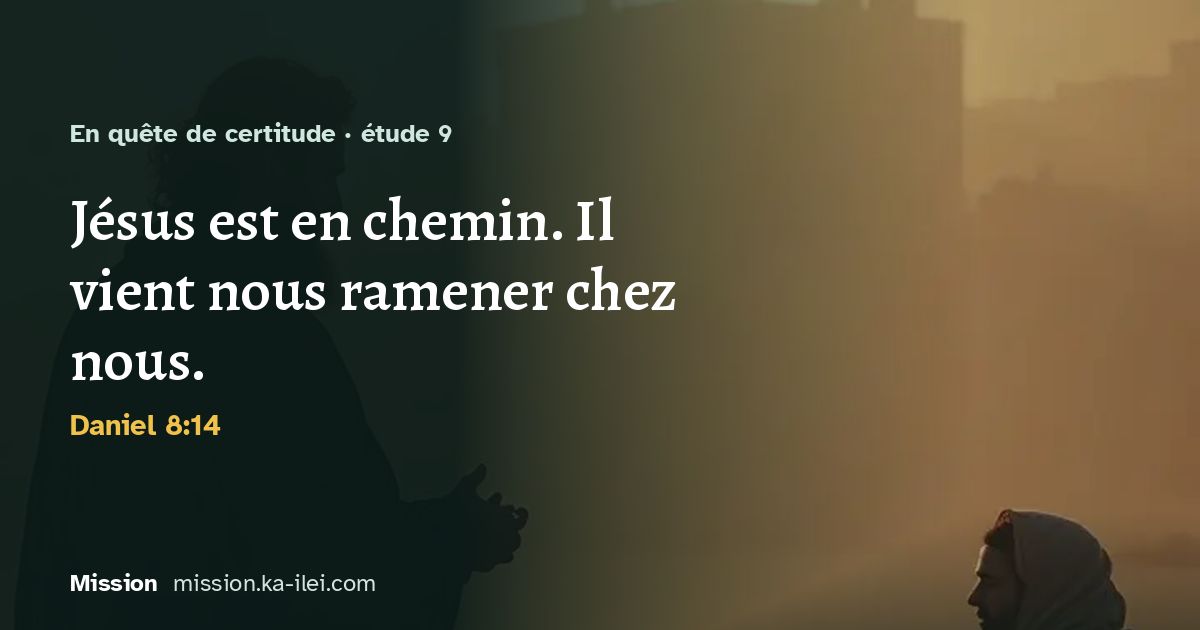 En quête de certitude · étude 9
Jésus est en chemin. Il
vient nous ramener chez
nous.
Daniel 8:14
Mission mission.ka-ilei.com